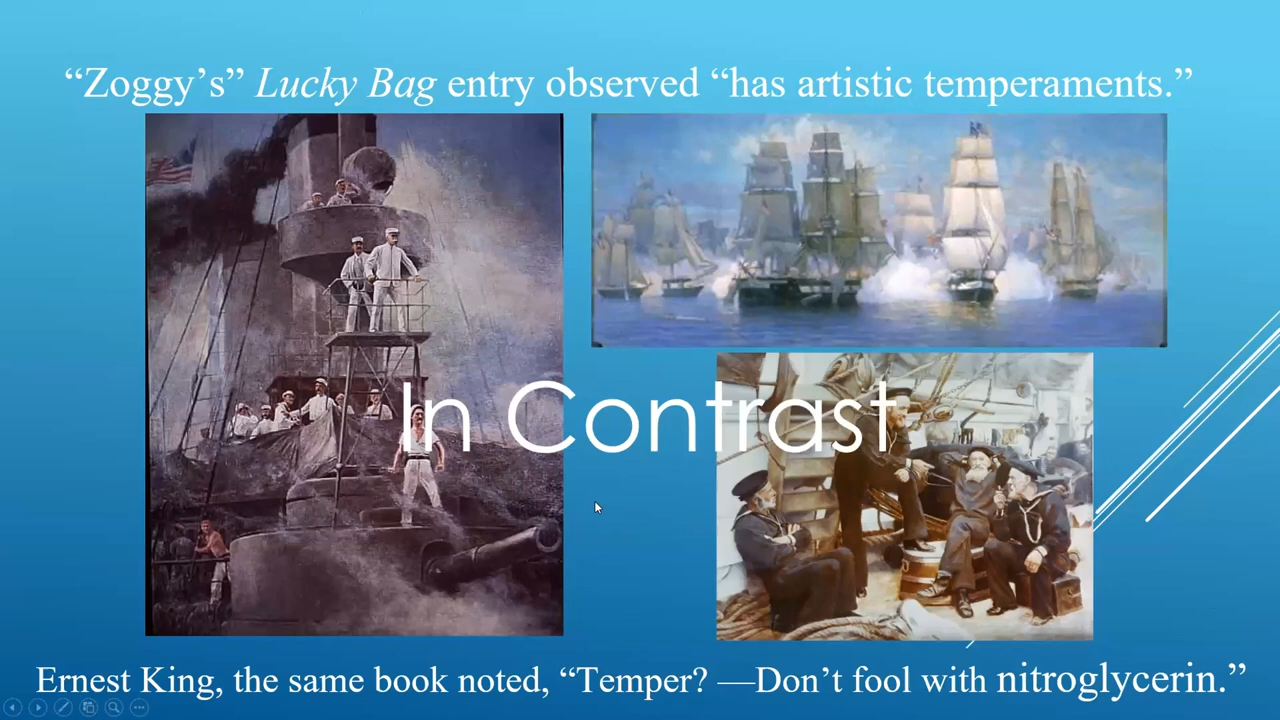 “Zoggy’s” Lucky Bag entry observed “has artistic temperaments.”
In Contrast
Ernest King, the same book noted, “Temper? —Don’t fool with nitroglycerin.”